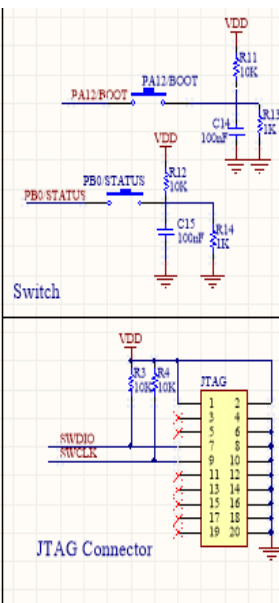 VDD
R11
10K
PA12/BOOT
PA12/BOOT
C14
100nF
R13
1K
VDD
R12
10K
PB0/STATUS
PB0/STATUS
C15
100nF
R14
1K
Switch
VDD
R3
10K
R4
10K
JTAG
1 2
3 4
5 6
SWDIO
7 8
SWCLK
9 10
11 12
13 14
15 16
17 18
19 20
JTAG Connector